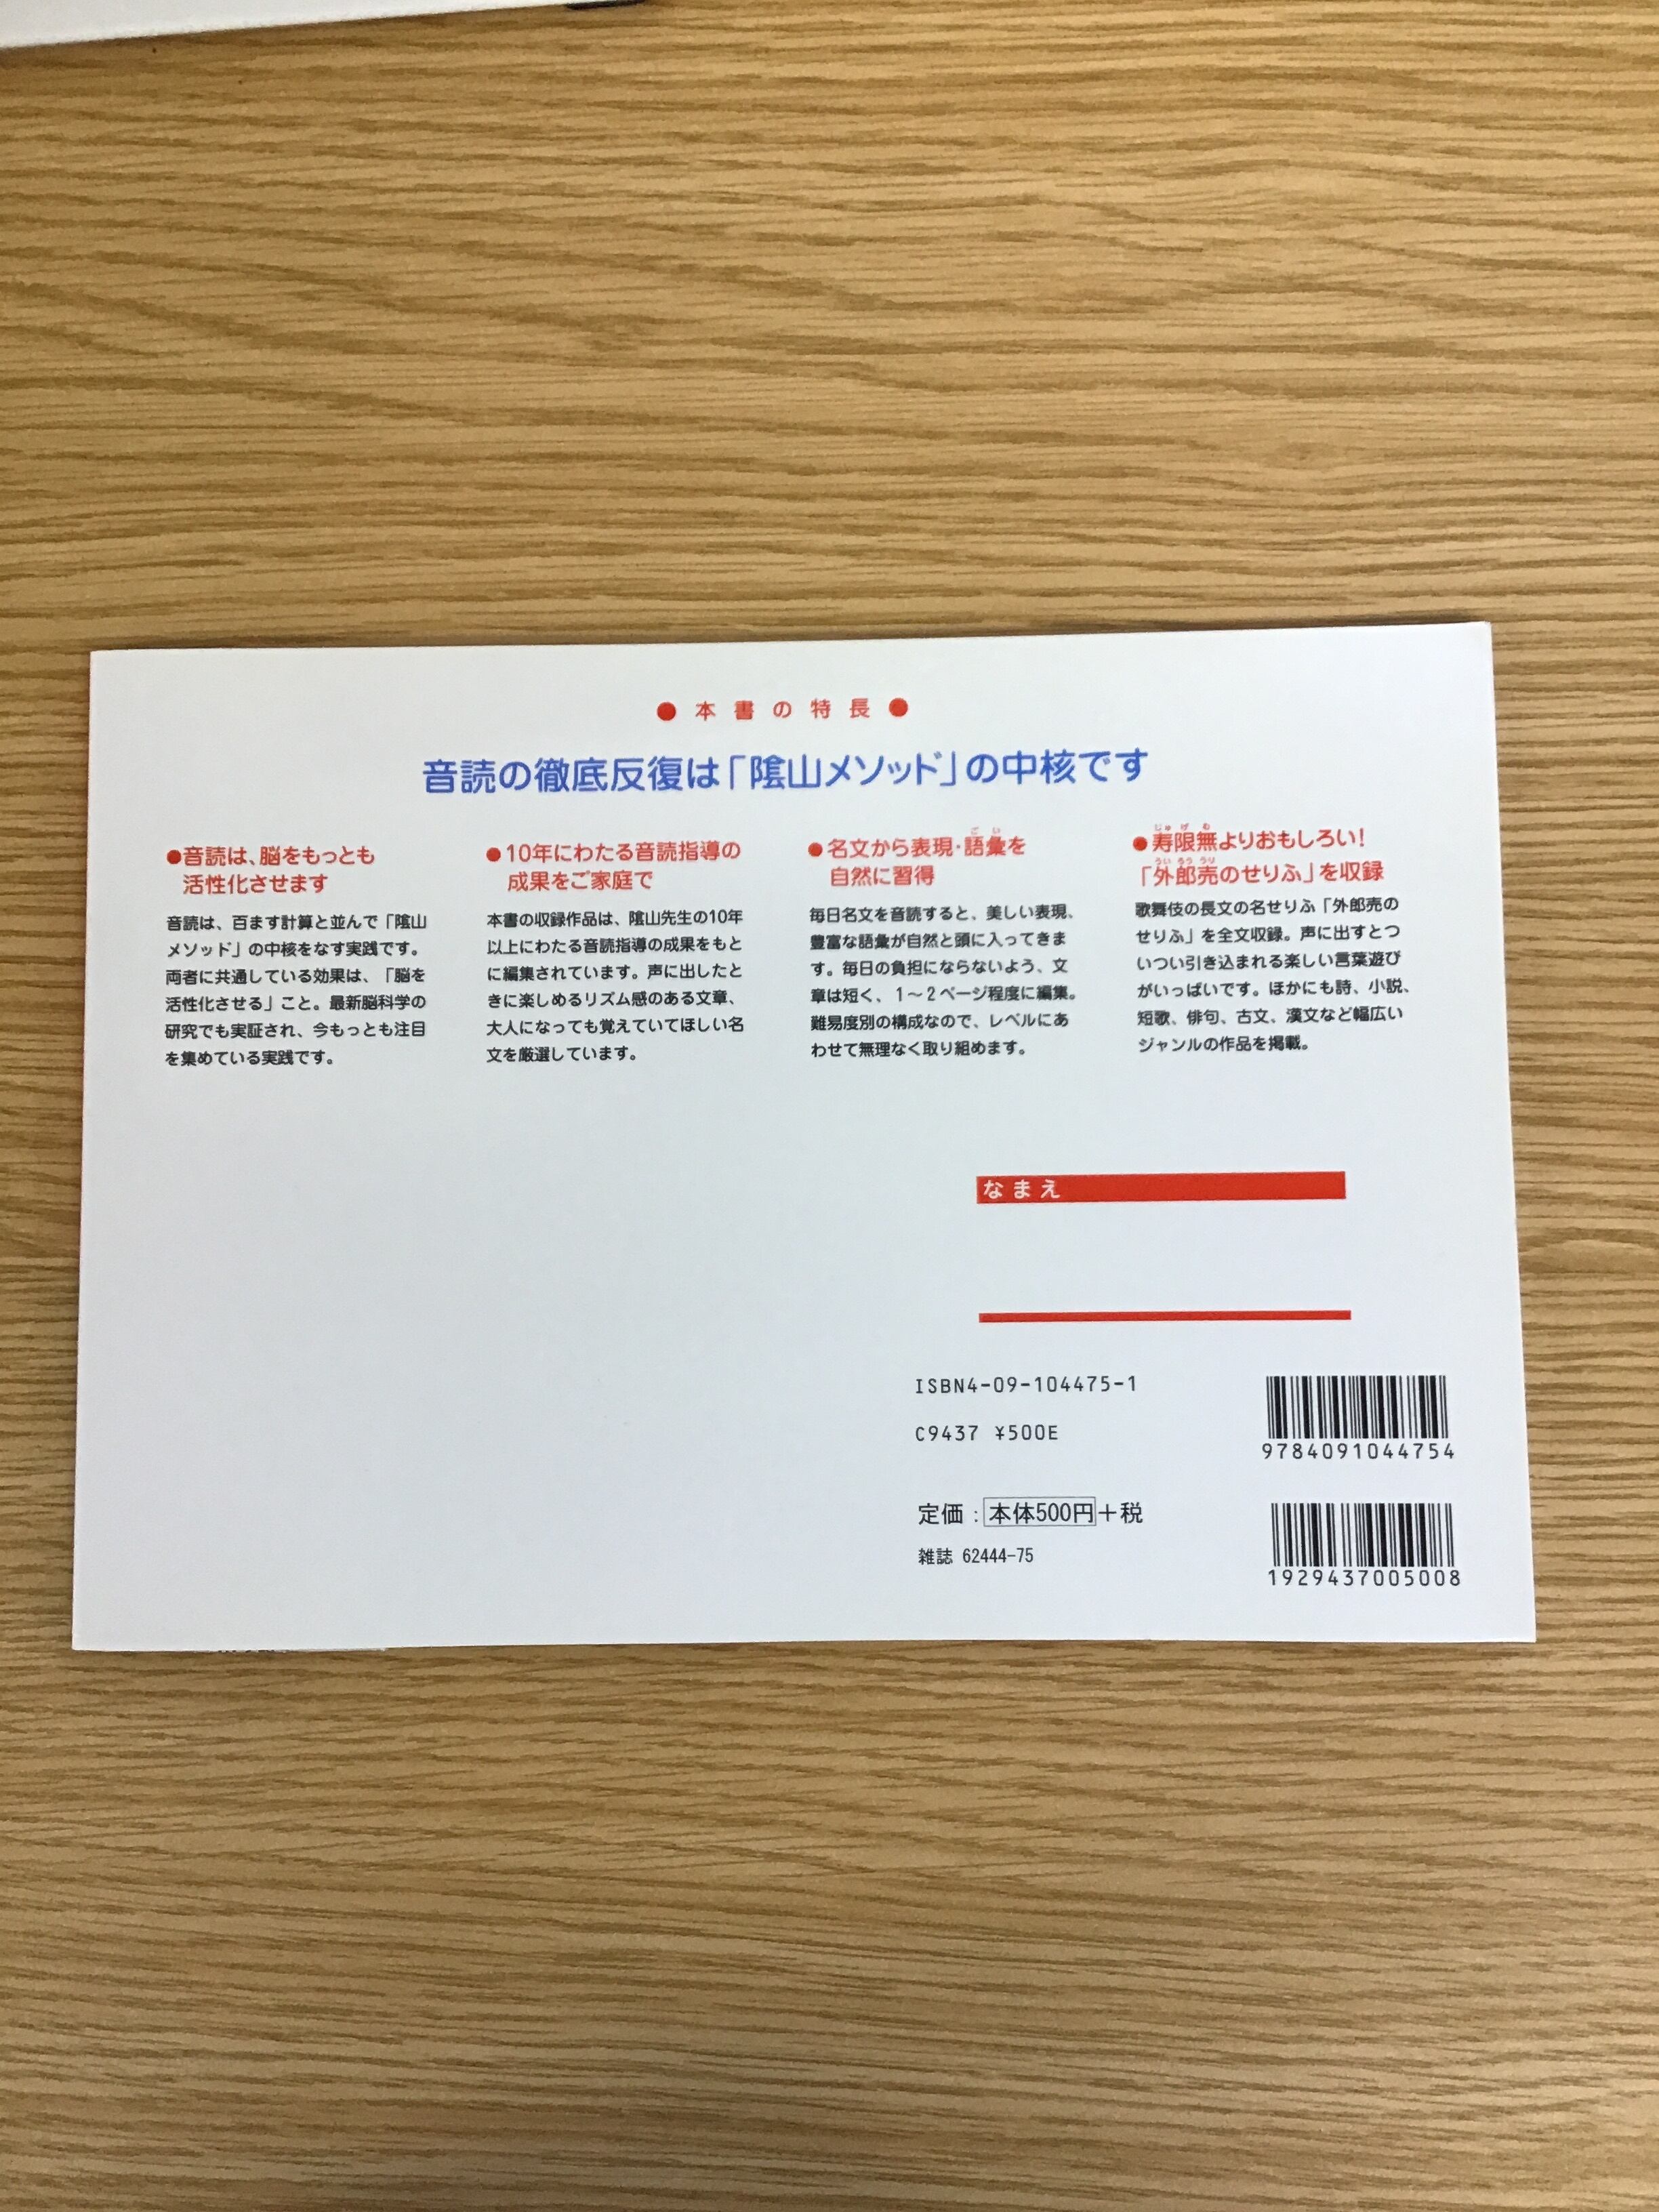 ●本書の特長●
音読の徹底反復は「陰山メソッド」の中核です
●音読は、脳をもっとも
活性化させます
音読は、百ます計算と並んで「陰山
メソッド」の中核をなす実践です。
両者に共通している効果は、「脳を
活性化させる」こと。最新脳科学の
研究でも実証され、今もっとも注目
を集めている実践です。
●10年にわたる音読指導の
成果をご家庭で
本書の収録作品は、陰山先生の10年
以上にわたる音読指導の成果をもと
に編集されています。声に出したと
きに楽しめるリズム感のある文章、
大人になっても覚えていてほしい名
文を厳選しています。
ごい
●名文から表現・語彙を
自然に習得
毎日名文を音読すると、美しい表現、
豊富な語彙が自然と頭に入ってきま
す。毎日の負担にならないよう、文
章は短く、1～2ページ程度に編集。
難易度別の構成なので、レベルにあ
わせて無理なく取り組めます。
じゅげむ
●寿限無よりおもしろい!
ういろううり
「外郎売のせりふ」を収録
歌舞伎の長文の名せりふ「外郎売の
せりふ」を全文収録。声に出すとつ
いつい引き込まれる楽しい言葉遊び
がいっぱいです。ほかにも詩、小説、
短歌、俳句、古文、漢文など幅広い
ジャンルの作品を掲載。
なまえ
ISBN4-09-104475-1
C9437 ¥500E
定価：本体500円＋税
雑誌 62444-75
9784091044754
1929437005008